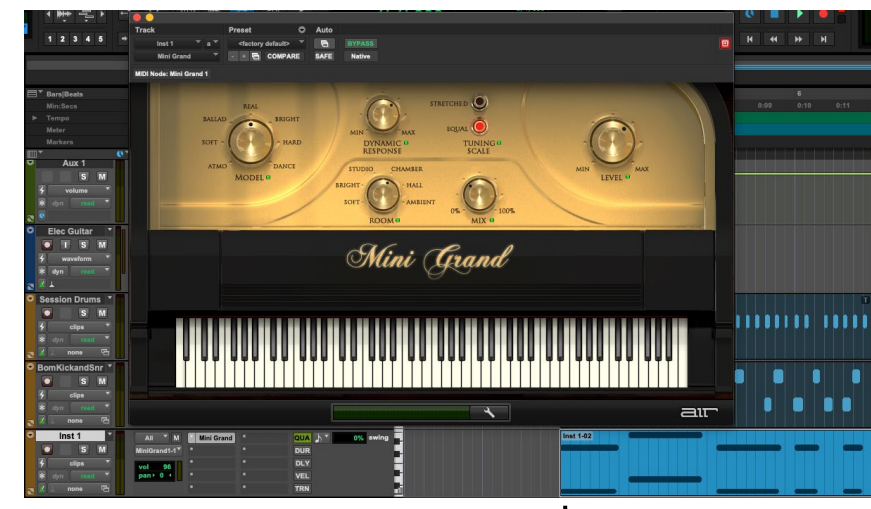 Track Preset Auto
Inst 1 a <factory default>
BYPASS
Mini Grand - + COMPARE SAFE Native
MIDI Node: Mini Grand 1
1 2 3 4 5
Bars|Beats
Min:Secs
Tempo
Meter
Markers
6
0:09 0:10 0:11
REAL
BALLAD BRIGHT
SOFT HARD
ATMO DANCE
MODEL
MIN MAX
DYNAMIC
RESPONSE
STRETCHED
EQUAL
TUNING
SCALE
MIN MAX
LEVEL
STUDIO CHAMBER
BRIGHT HALL
SOFT AMBIENT
ROOM
0% 100%
MIX
Mini Grand
air
Aux 1
S M
volume
dyn read
Elec Guitar
I S M
waveform
dyn read
Session Drums
S M
clips
dyn read
none
T
BomKickandSnr
S M
clips
dyn read
none
Inst 1
S M
clips
dyn read
none
All M Mini Grand QUA 0% swing
MiniGrand1-1 DUR
DLY
vol 96 VEL
pan 0 TRN
Inst 1-02